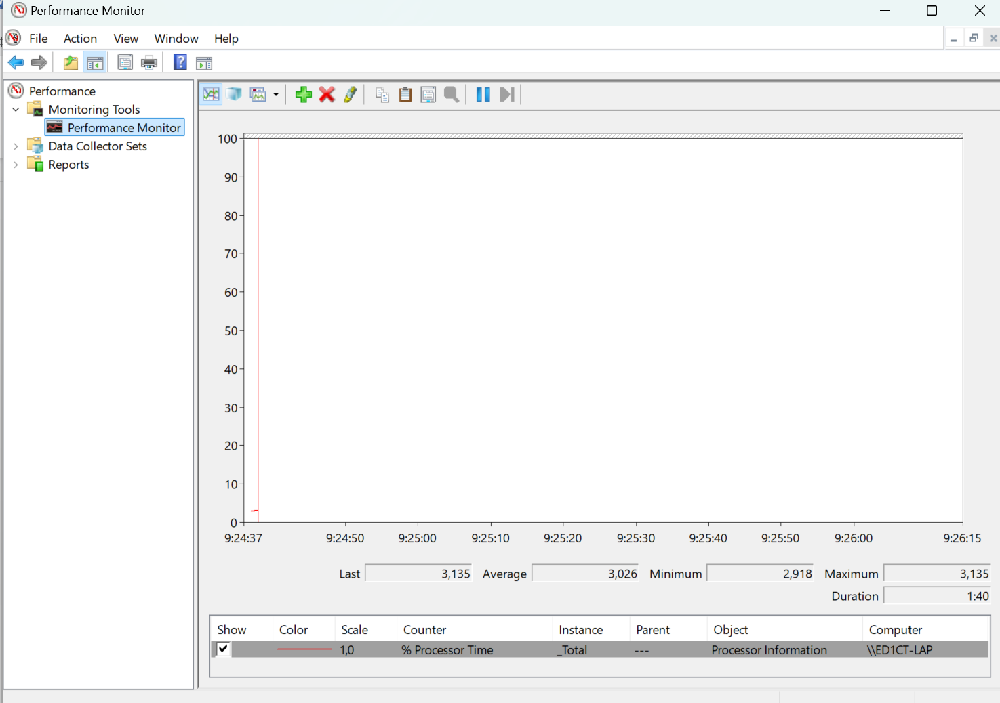 Performance Monitor
File Action View Window Help
Performance
Monitoring Tools
Performance Monitor
Data Collector Sets
Reports
100
90
80
70
60
50
40
30
20
10
0
9:24:37 9:24:50 9:25:00 9:25:10 9:25:20 9:25:30 9:25:40 9:25:50 9:26:00 9:26:15
Last 3,135 Average 3,026 Minimum 2,918 Maximum 3,135
Duration 1:40
Show Color Scale Counter Instance Parent Object Computer
1,0 % Processor Time _Total --- Processor Information \\ED1CT-LAP